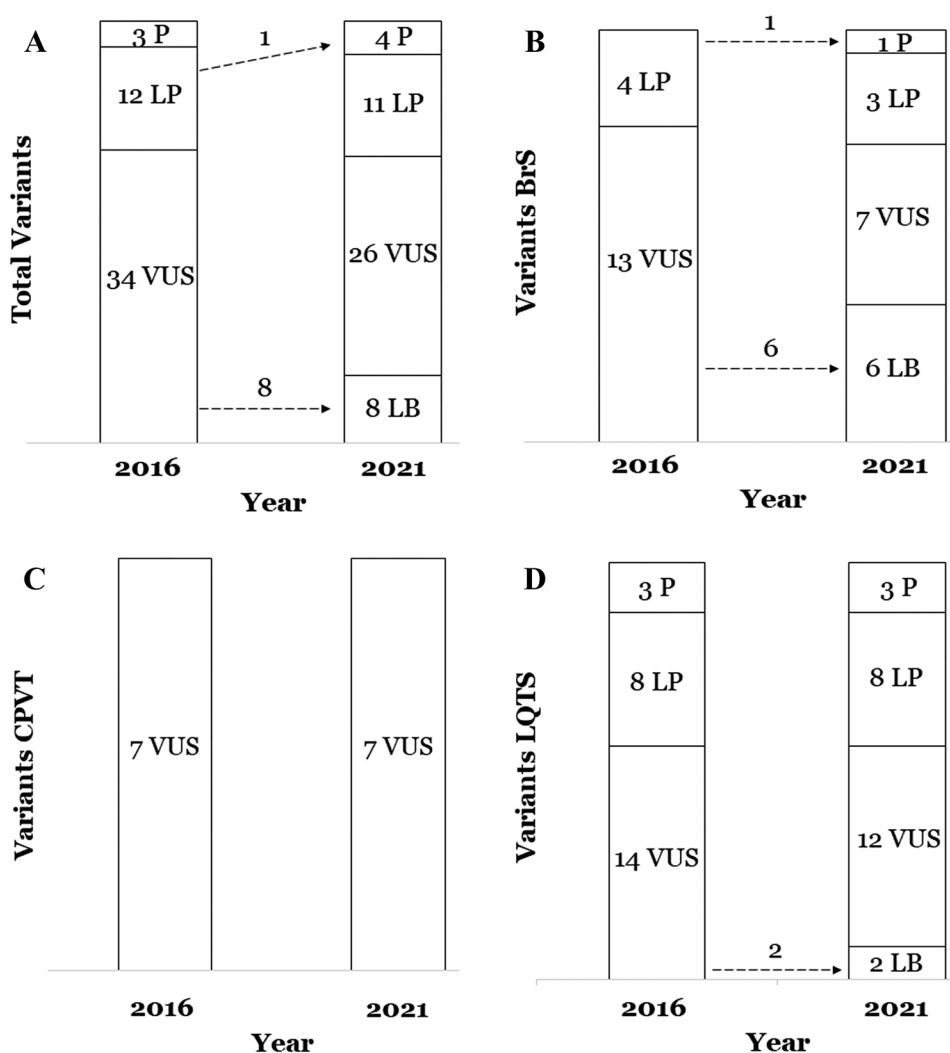 A
Total Variants
3 P
12 LP
34 VUS
1
8
4 P
11 LP
26 VUS
8 LB
2016
2021
Year
B
Variants BrS
4 LP
13 VUS
1
6
1 P
3 LP
7 VUS
6 LB
2016
2021
Year
C
Variants CPVT
7 VUS
7 VUS
2016
2021
Year
D
Variants LQTS
3 P
8 LP
14 VUS
2
3 P
8 LP
12 VUS
2 LB
2016
2021
Year